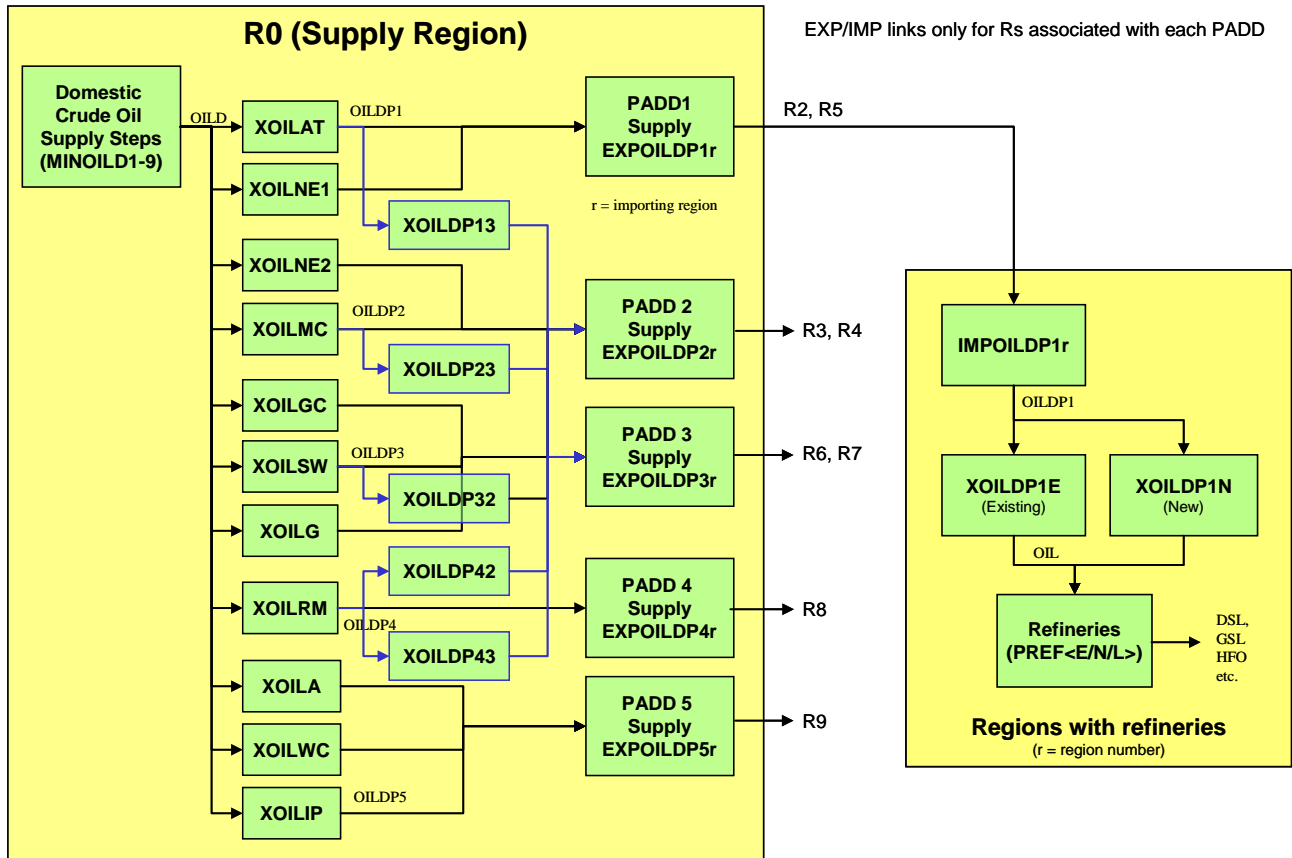 R0 (Supply Region)
EXP/IMP links only for Rs associated with each PADD
Domestic
Crude Oil
Supply Steps
(MINOILD1-9)
OILD
XOILAT
OILDP1
XOILNE1
XOILDP13
XOILNE2
XOILMC
OILDP2
XOILDP23
XOILGC
XOILSW
OILDP3
XOILDP32
XOILG
XOILDP42
XOILRM
OILDP4
XOILDP43
XOILA
XOILWC
XOILIP
OILDP5
PADD1
Supply
EXPOILDP1r
r = importing region
PADD 2
Supply
EXPOILDP2r
PADD 3
Supply
EXPOILDP3r
PADD 4
Supply
EXPOILDP4r
PADD 5
Supply
EXPOILDP5r
R2, R5
R3, R4
R6, R7
R8
R9
IMPOILDP1r
OILDP1
XOILDP1E
(Existing)
XOILDP1N
(New)
OIL
Refineries
(PREF<E/N/L>)
DSL,
GSL
HFO
etc.
Regions with refineries
(r = region number)